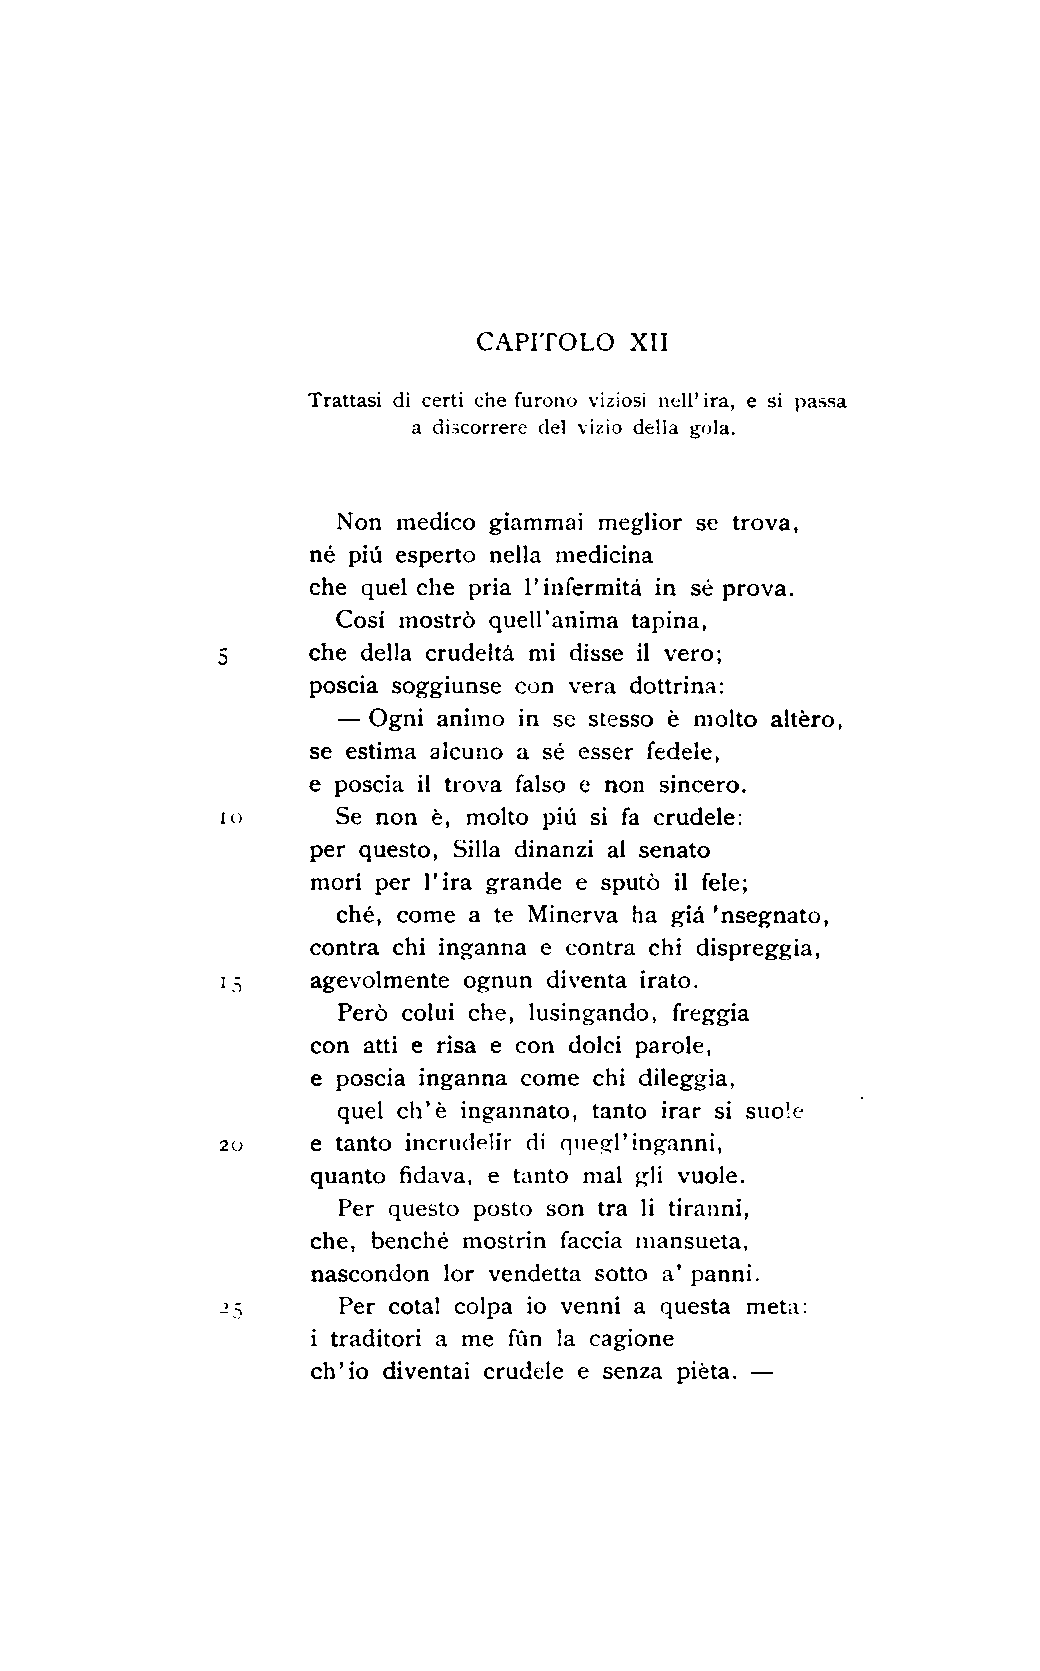 CAPITOLO XII
Trattasi di certi che furono viziosi nell'ira, e si passa
a discorrere del vizio della gola.
Non medico giammai meglior se trova,
né piú esperto nella medicina
che quel che pria l'infermitá in sé prova.
Cosí mostrò quell'anima tapina,
5 che della crudeltá mi disse il vero;
poscia soggiunse con vera dottrina:
— Ogni animo in se stesso è molto altèro,
se estima alcuno a sé esser fedele,
e poscia il trova falso e non sincero.
10 Se non è, molto piú si fa crudele:
per questo, Silla dinanzi al senato
morí per l'ira grande e sputò il fele;
ché, come a te Minerva ha giá 'nsegnato,
contra chi inganna e contra chi dispreggia,
15 agevolmente ognun diventa irato.
Però colui che, lusingando, freggia
con atti e risa e con dolci parole,
e poscia inganna come chi dileggia,
quel ch'è ingannato, tanto irar si suole
20 e tanto incrudelir di quegl'inganni,
quanto fidava, e tanto mal gli vuole.
Per questo posto son tra li tiranni,
che, benché mostrin faccia mansueta,
nascondon lor vendetta sotto a' panni.
25 Per cotal colpa io venni a questa meta:
i traditori a me fûn la cagione
ch'io diventai crudele e senza pièta. —